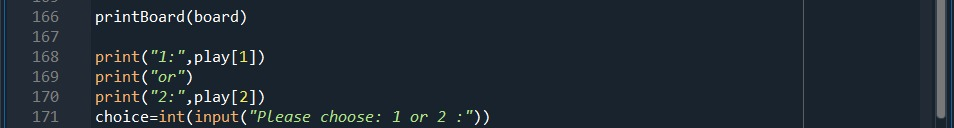 166 printBoard(board)
167
168 print("1:",play[1])
169 print("or")
170 print("2:",play[2])
171 choice=int(input("Please choose: 1 or 2 :"))